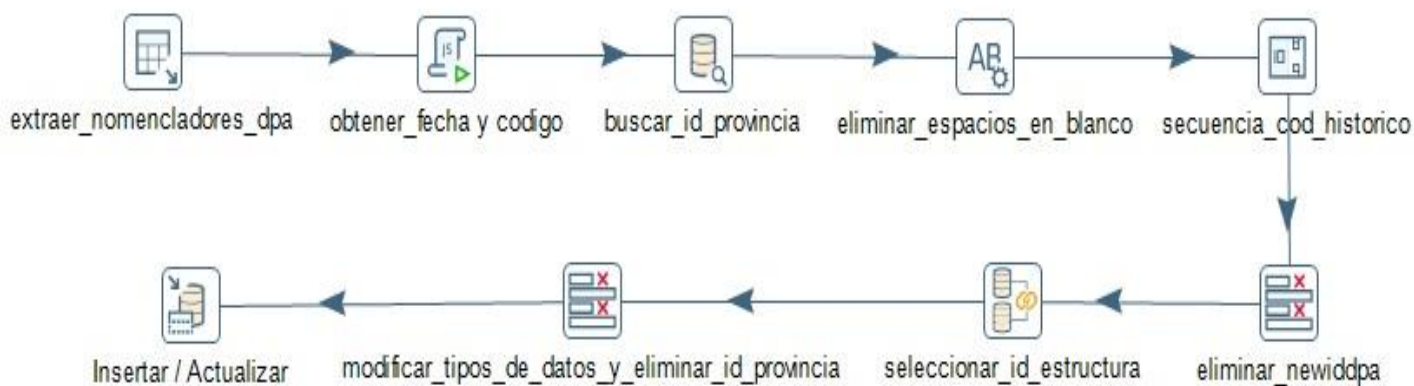 extraer_nomencladores_dpa
obtener_fecha y codigo
buscar_id_provincia
eliminar_espacios_en_blanco
secuencia_cod_historico
Insertar / Actualizar
modificar_tipos_de_datos_y_eliminar_id_provincia
seleccionar_id_estructura
eliminar_newiddpa